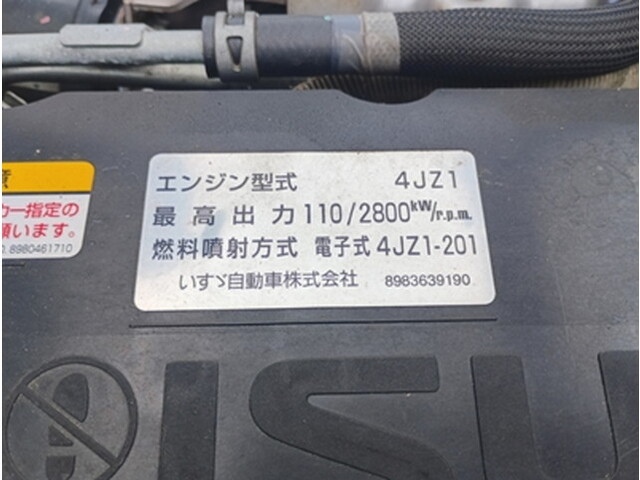 エンジン型式 4JZ1
最高出力 110/2800kW/r.p.m.
燃料噴射方式 電子式 4JZ1-201
いすゞ自動車株式会社 8983639190
意
カー指定の
願います。
O. 8980461710
ISU